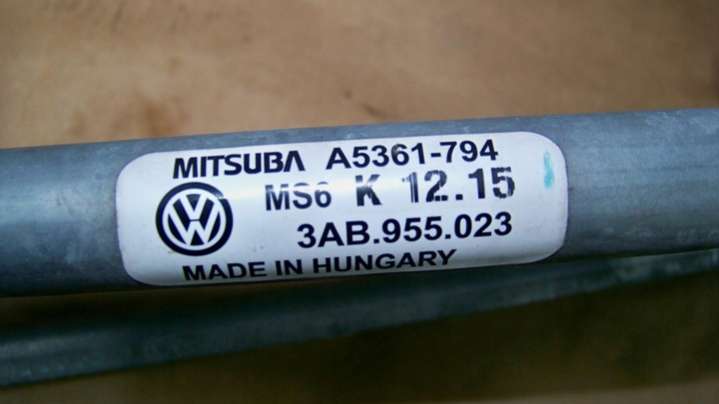 MITSUBA A5361-794
MS6 K 12.15
3AB.955.023
MADE IN HUNGARY